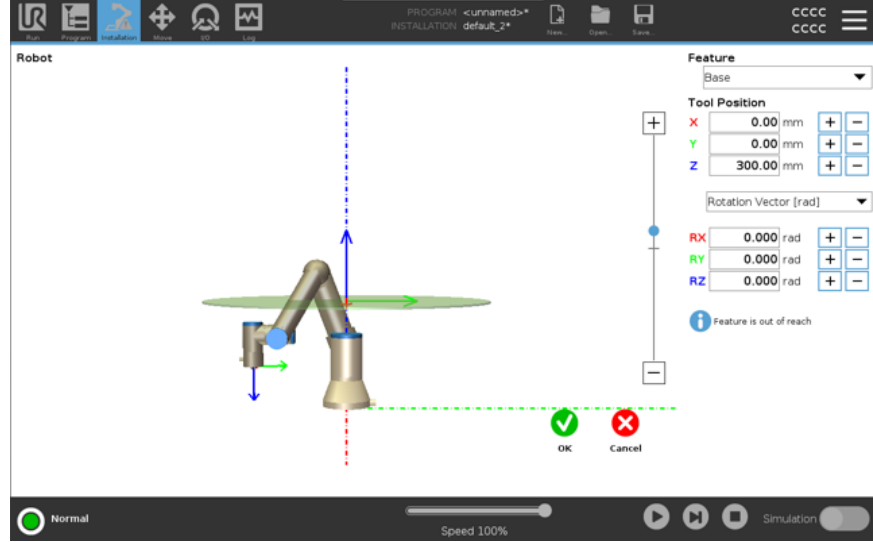 PROGRAM <unnamed>*
INSTALLATION default_2*
UR
Run
Program
Installation
Move
I/O
Log
New...
Open...
Save...
cccc
cccc
Robot
Feature
Base
Tool Position
X 0.00 mm + −
Y 0.00 mm + −
Z 300.00 mm + −
Rotation Vector [rad]
RX 0.000 rad + −
RY 0.000 rad + −
RZ 0.000 rad + −
i Feature is out of reach
+
−
OK
Cancel
Normal
Speed 100%
Simulation